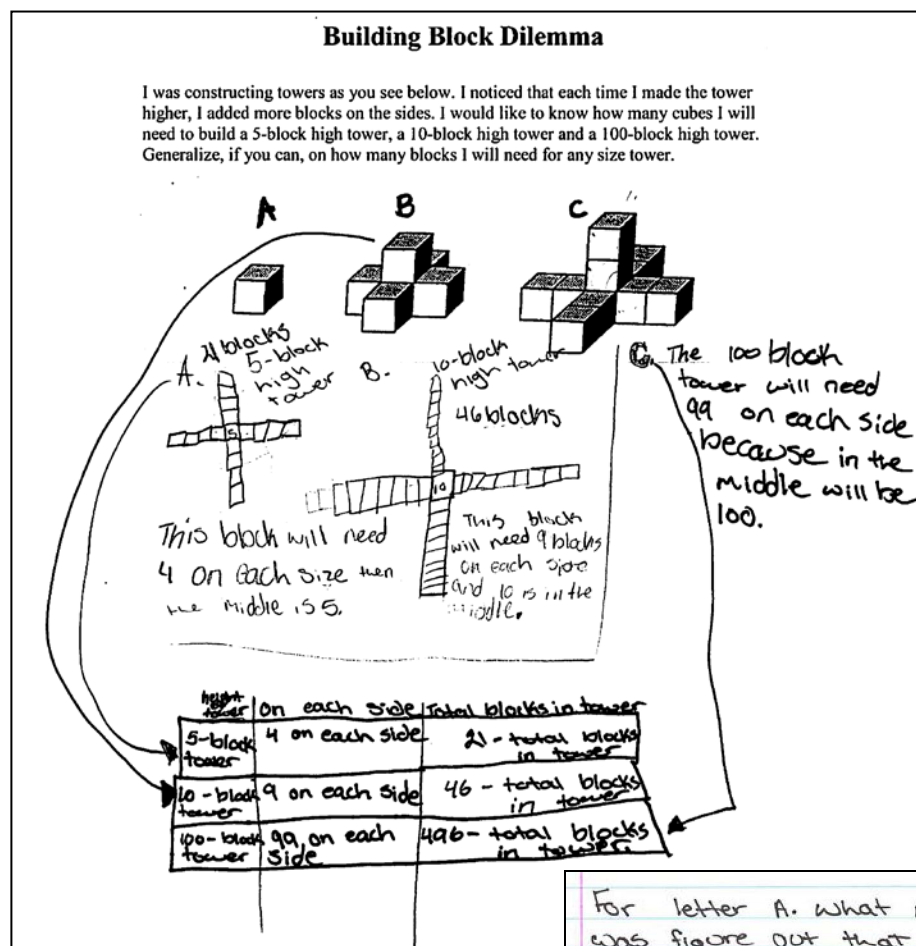 Building Block Dilemma
I was constructing towers as you see below. I noticed that each time I made the tower
higher, I added more blocks on the sides. I would like to know how many cubes I will
need to build a 5-block high tower, a 10-block high tower and a 100-block high tower.
Generalize, if you can, on how many blocks I will need for any size tower.
A
B
C
A.
21 blocks
5-block
high
tower
5
This block will need
4 on each size then
the middle is 5.
B.
10-block
high tower
46 blocks
10
This block
will need 9 blocks
on each side
and 10 is in the
middle.
C. The 100 block
tower will need
99 on each side
because in the
middle will be
100.
height of tower | on each side | Total blocks in tower
5-block tower | 4 on each side | 21 - total blocks in tower
10-block tower | 9 on each side | 46 - total blocks in tower
100-block tower | 99 on each side | 496 - total blocks in tower.
For letter A. what
was figure out that